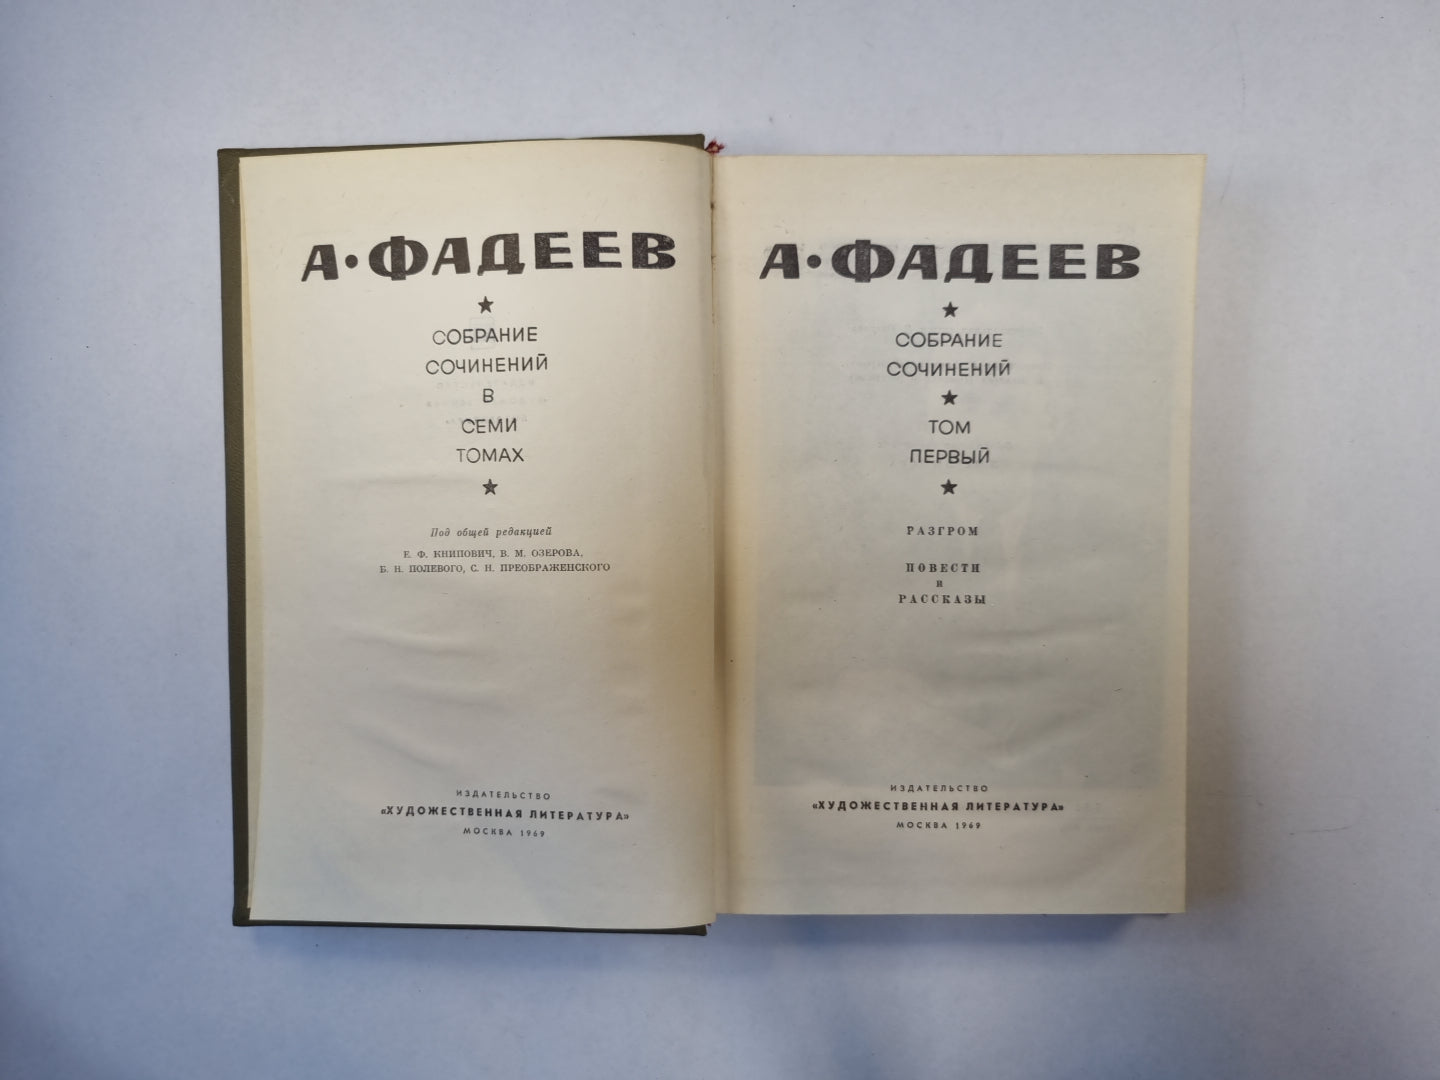 А·ФАДЕЕВ
★
СОБРАНИЕ
СОЧИНЕНИЙ
В
СЕМИ
ТОМАХ
★
Под общей редакцией
Е. Ф. КНИПОВИЧ, В. М. ОЗЕРОВА,
Б. Н. ПОЛЕВОГО, С. Н. ПРЕОБРАЖЕНСКОГО
ИЗДАТЕЛЬСТВО
«ХУДОЖЕСТВЕННАЯ ЛИТЕРАТУРА»
МОСКВА 1969
А·ФАДЕЕВ
★
СОБРАНИЕ
СОЧИНЕНИЙ
★
ТОМ
ПЕРВЫЙ
★
РАЗГРОМ
ПОВЕСТИ
И
РАССКАЗЫ
ИЗДАТЕЛЬСТВО
«ХУДОЖЕСТВЕННАЯ ЛИТЕРАТУРА»
МОСКВА 1969